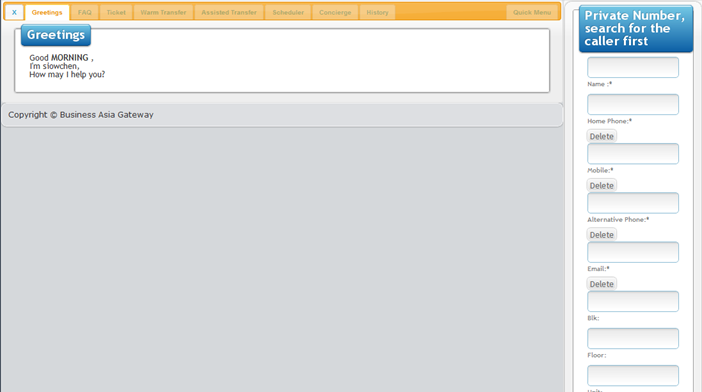 X Greetings FAQ Ticket Warm Transfer Assisted Transfer Scheduler Concierge History Quick Menu
Greetings
Good MORNING ,
I'm siowchen,
How may I help you?
Copyright © Business Asia Gateway
Private Number,
search for the
caller first
Name :*
Home Phone:*
Delete
Mobile:*
Delete
Alternative Phone:*
Delete
Email:*
Delete
Blk:
Floor: